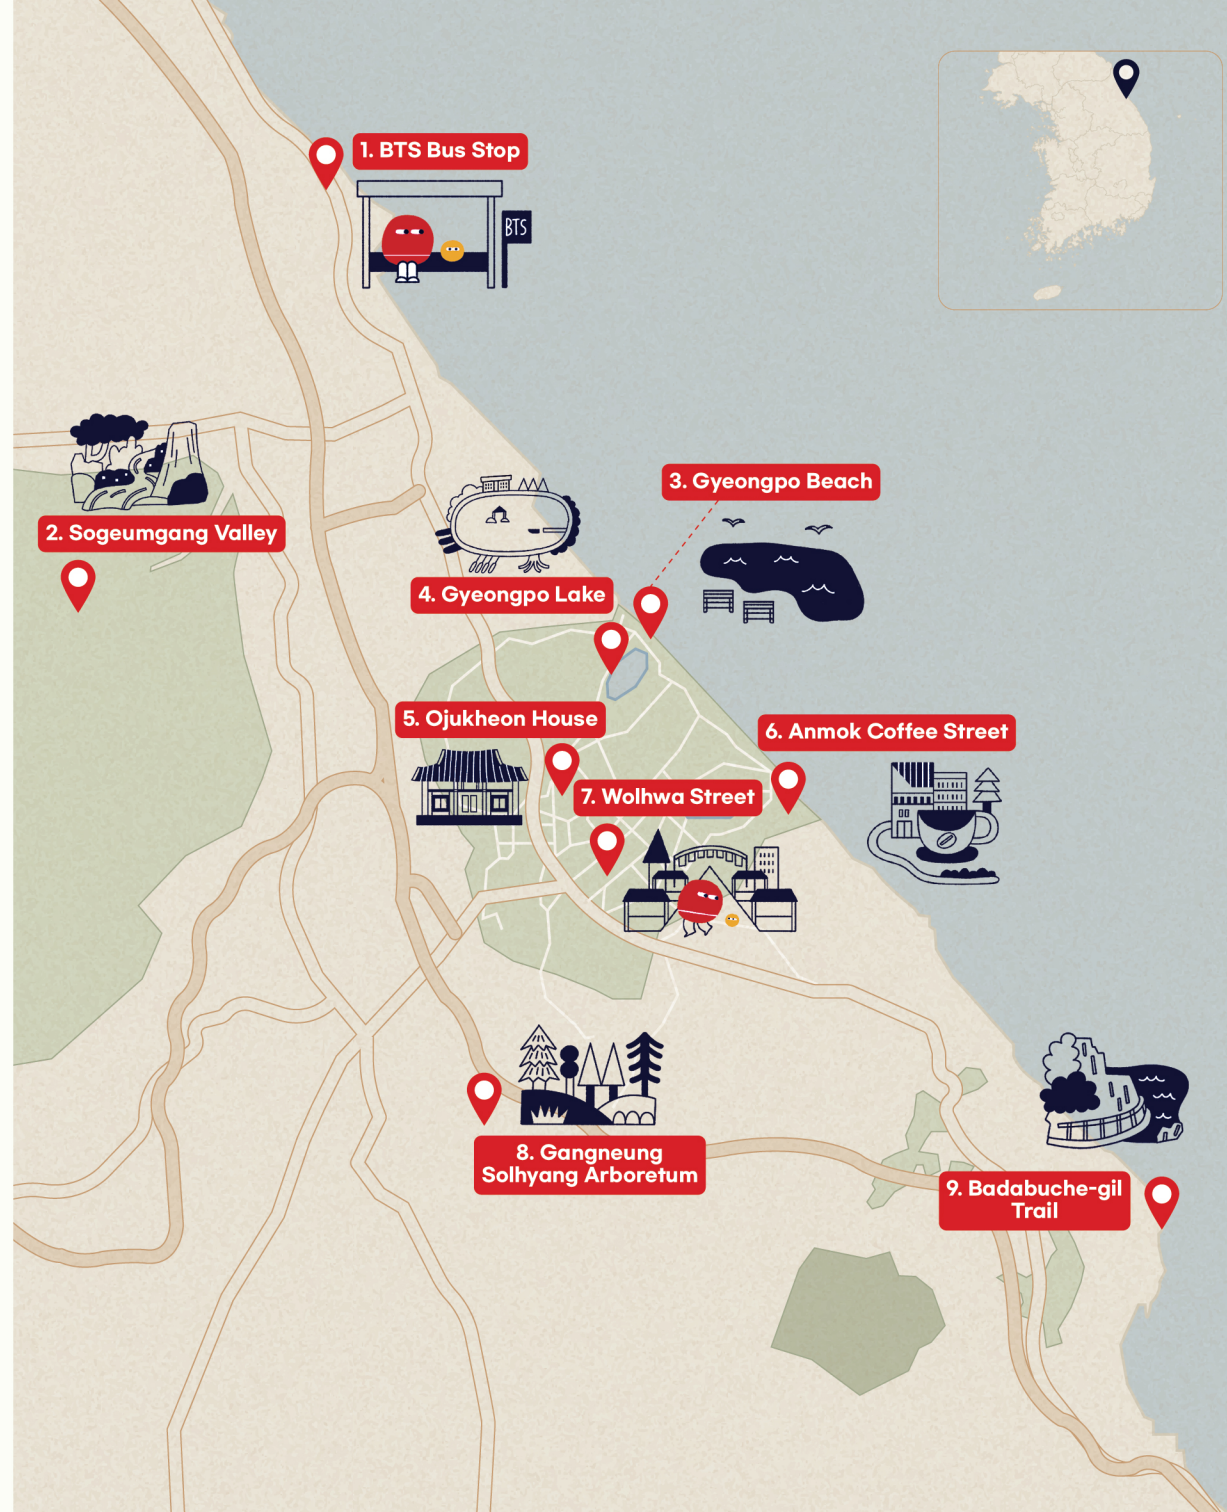 1. BTS Bus Stop
BTS
2. Sogeumgang Valley
3. Gyeongpo Beach
4. Gyeongpo Lake
5. Ojukheon House
6. Anmok Coffee Street
7. Wolhwa Street
8. Gangneung
Solhyang Arboretum
9. Badabuche-gil
Trail